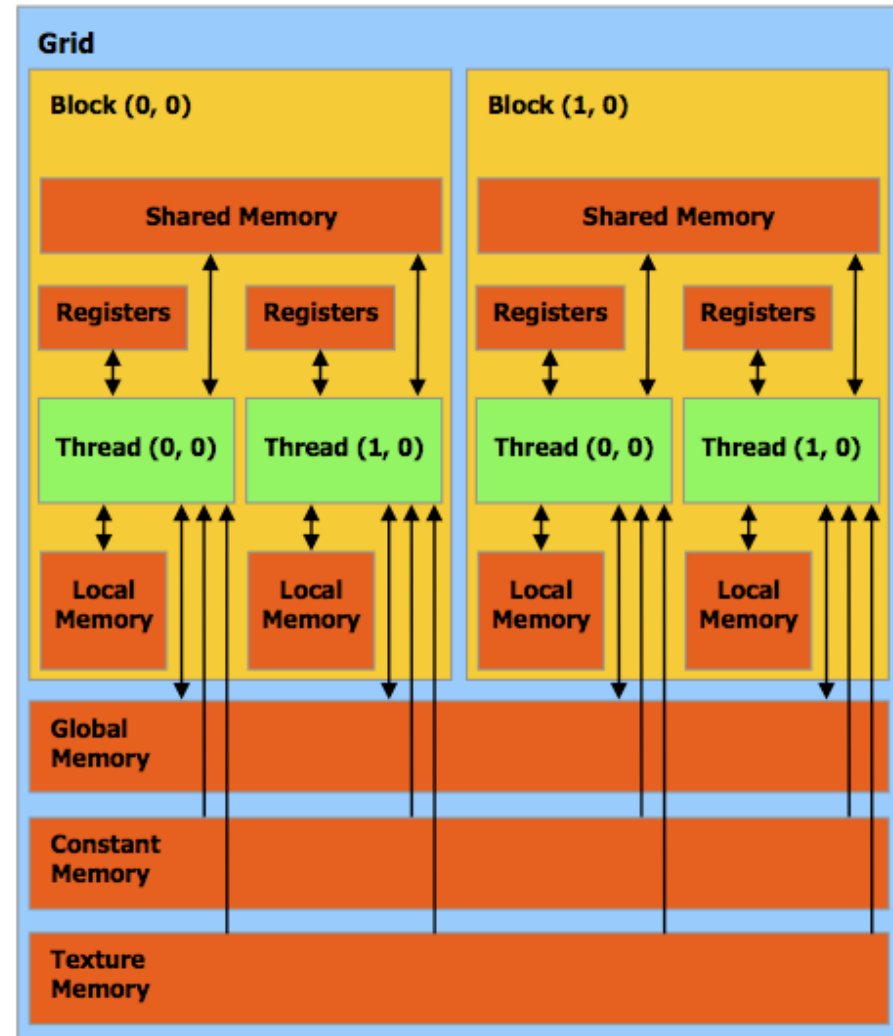 Grid
Block (0, 0)
Shared Memory
Registers
Registers
Thread (0, 0)
Thread (1, 0)
Local
Memory
Local
Memory
Block (1, 0)
Shared Memory
Registers
Registers
Thread (0, 0)
Thread (1, 0)
Local
Memory
Local
Memory
Global
Memory
Constant
Memory
Texture
Memory